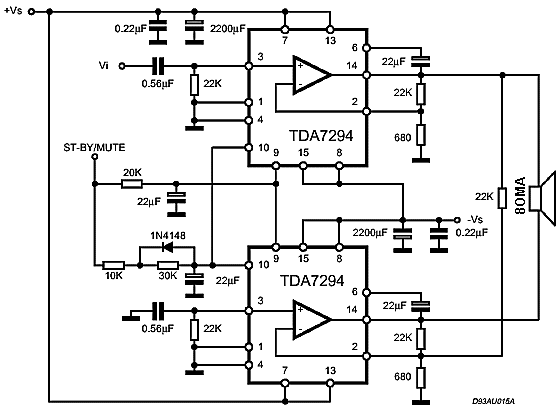 +Vs
0.22µF
2200µF
7
13
6
Vi
3
22µF
14
0.56µF
22K
1
4
2
22K
TDA7294
680
ST-BY/MUTE
10
9
15
8
20K
22µF
22K
8OMA
-Vs
1N4148
2200µF
0.22µF
9
15
8
10
TDA7294
10K
30K
22µF
6
3
22µF
14
0.56µF
22K
22K
1
2
4
680
7
13
D93AU015A